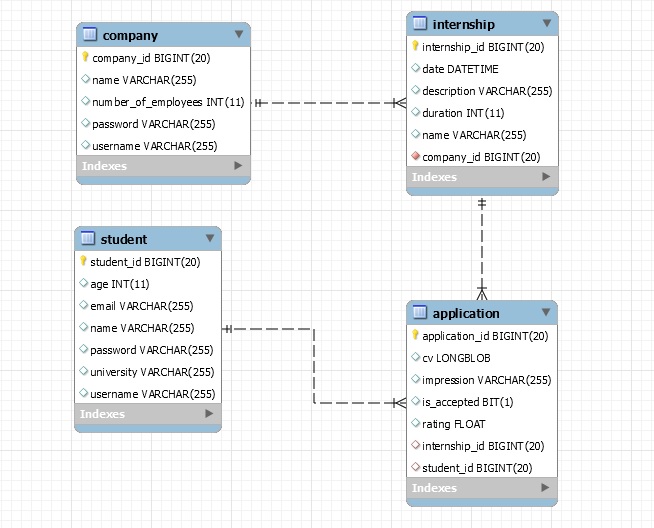 company
company_id BIGINT(20)
name VARCHAR(255)
number_of_employees INT(11)
password VARCHAR(255)
username VARCHAR(255)
Indexes
internship
internship_id BIGINT(20)
date DATETIME
description VARCHAR(255)
duration INT(11)
name VARCHAR(255)
company_id BIGINT(20)
Indexes
student
student_id BIGINT(20)
age INT(11)
email VARCHAR(255)
name VARCHAR(255)
password VARCHAR(255)
university VARCHAR(255)
username VARCHAR(255)
Indexes
application
application_id BIGINT(20)
cv LONGBLOB
impression VARCHAR(255)
is_accepted BIT(1)
rating FLOAT
internship_id BIGINT(20)
student_id BIGINT(20)
Indexes